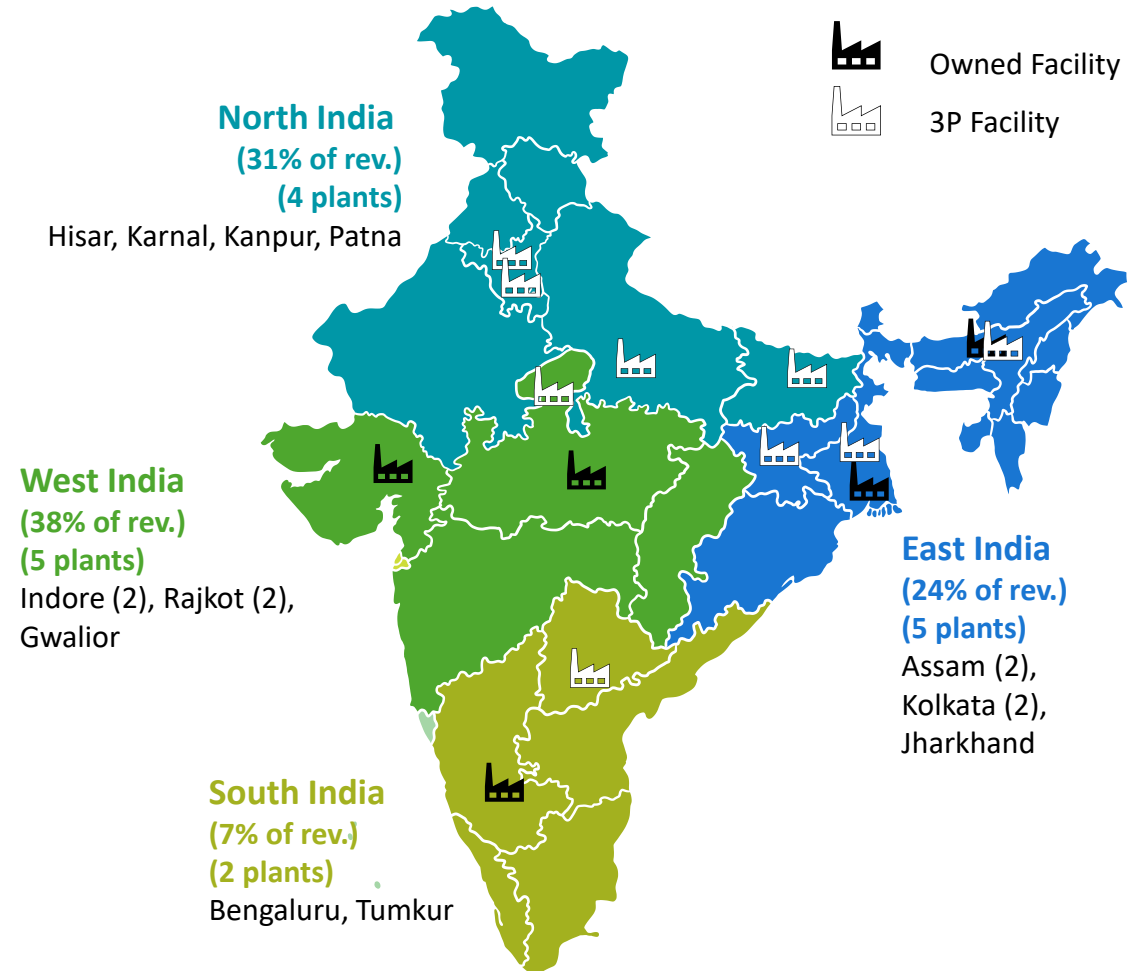 Owned Facility
3P Facility
North India
(31% of rev.)
(4 plants)
Hisar, Karnal, Kanpur, Patna
West India
(38% of rev.)
(5 plants)
Indore (2), Rajkot (2),
Gwalior
East India
(24% of rev.)
(5 plants)
Assam (2),
Kolkata (2),
Jharkhand
South India
(7% of rev.)
(2 plants)
Bengaluru, Tumkur